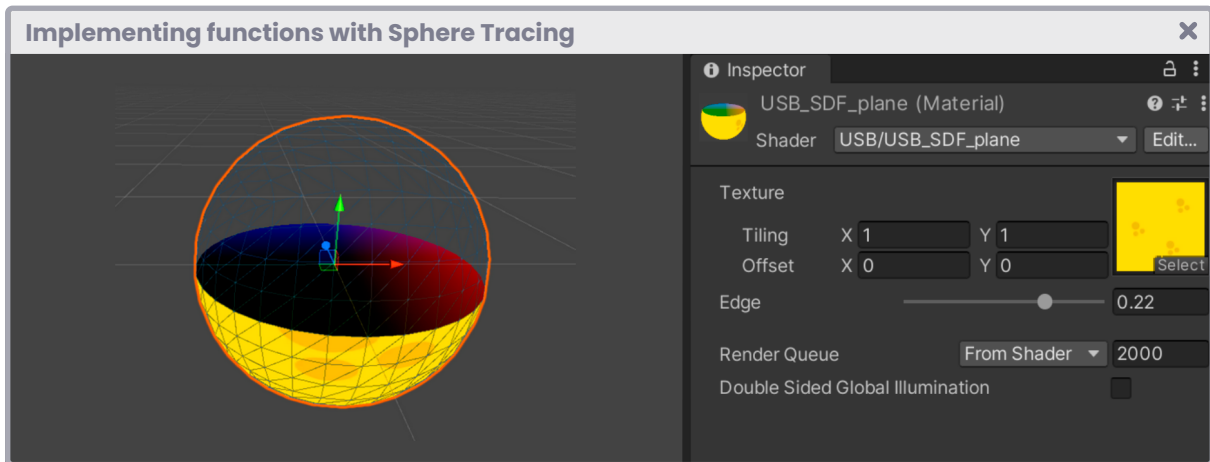 Implementing functions with Sphere Tracing
Inspector
USB_SDF_plane (Material)
Shader USB/USB_SDF_plane Edit...
Texture
Tiling X 1 Y 1
Offset X 0 Y 0
Select
Edge 0.22
Render Queue From Shader 2000
Double Sided Global Illumination